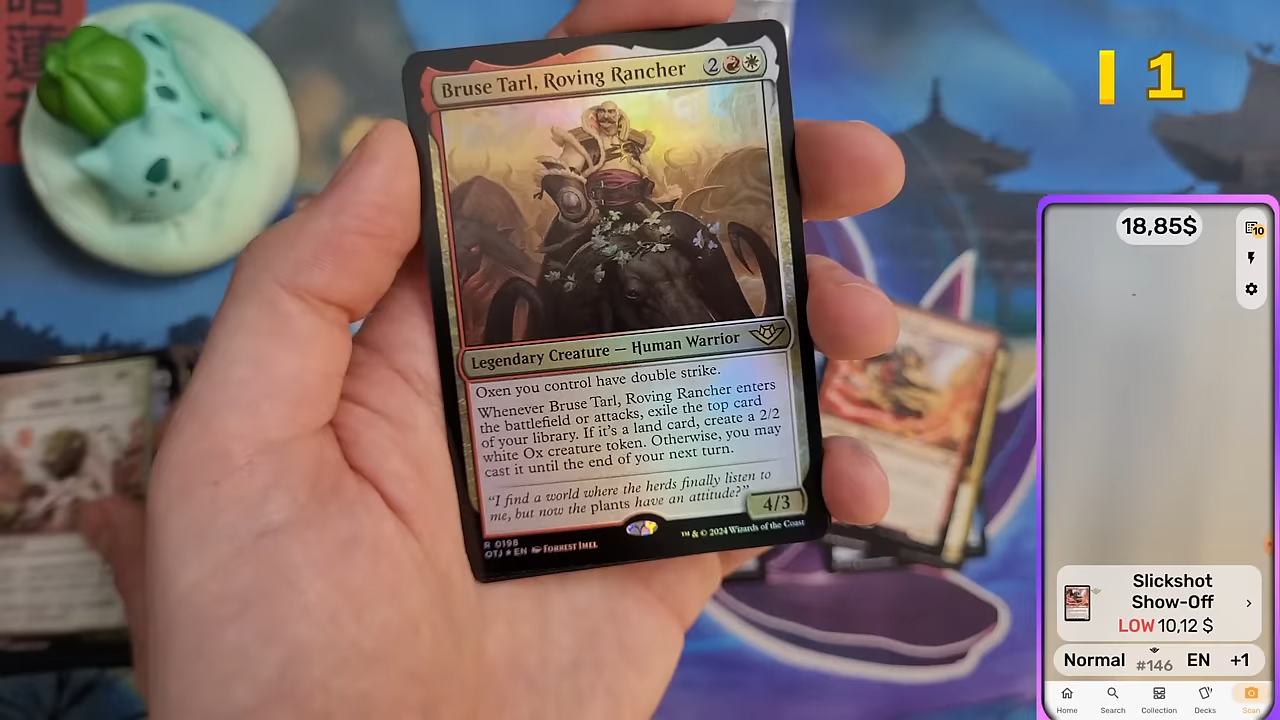 Bruse Tarl, Roving Rancher
2
Legendary Creature — Human Warrior
Oxen you control have double strike.
Whenever Bruse Tarl, Roving Rancher enters
the battlefield or attacks, exile the top card
of your library. If it's a land card, create a 2/2
white Ox creature token. Otherwise, you may
cast it until the end of your next turn.
"I find a world where the herds finally listen to
me, but now the plants have an attitude?"
4/3
R 0198
OTJ ★ EN Forrest Imel
™ & © 2024 Wizards of the Coast
| 1
18,85$
10
Slickshot
Show-Off
LOW 10,12 $
Normal #146 EN +1
Home Search Collection Decks Scan